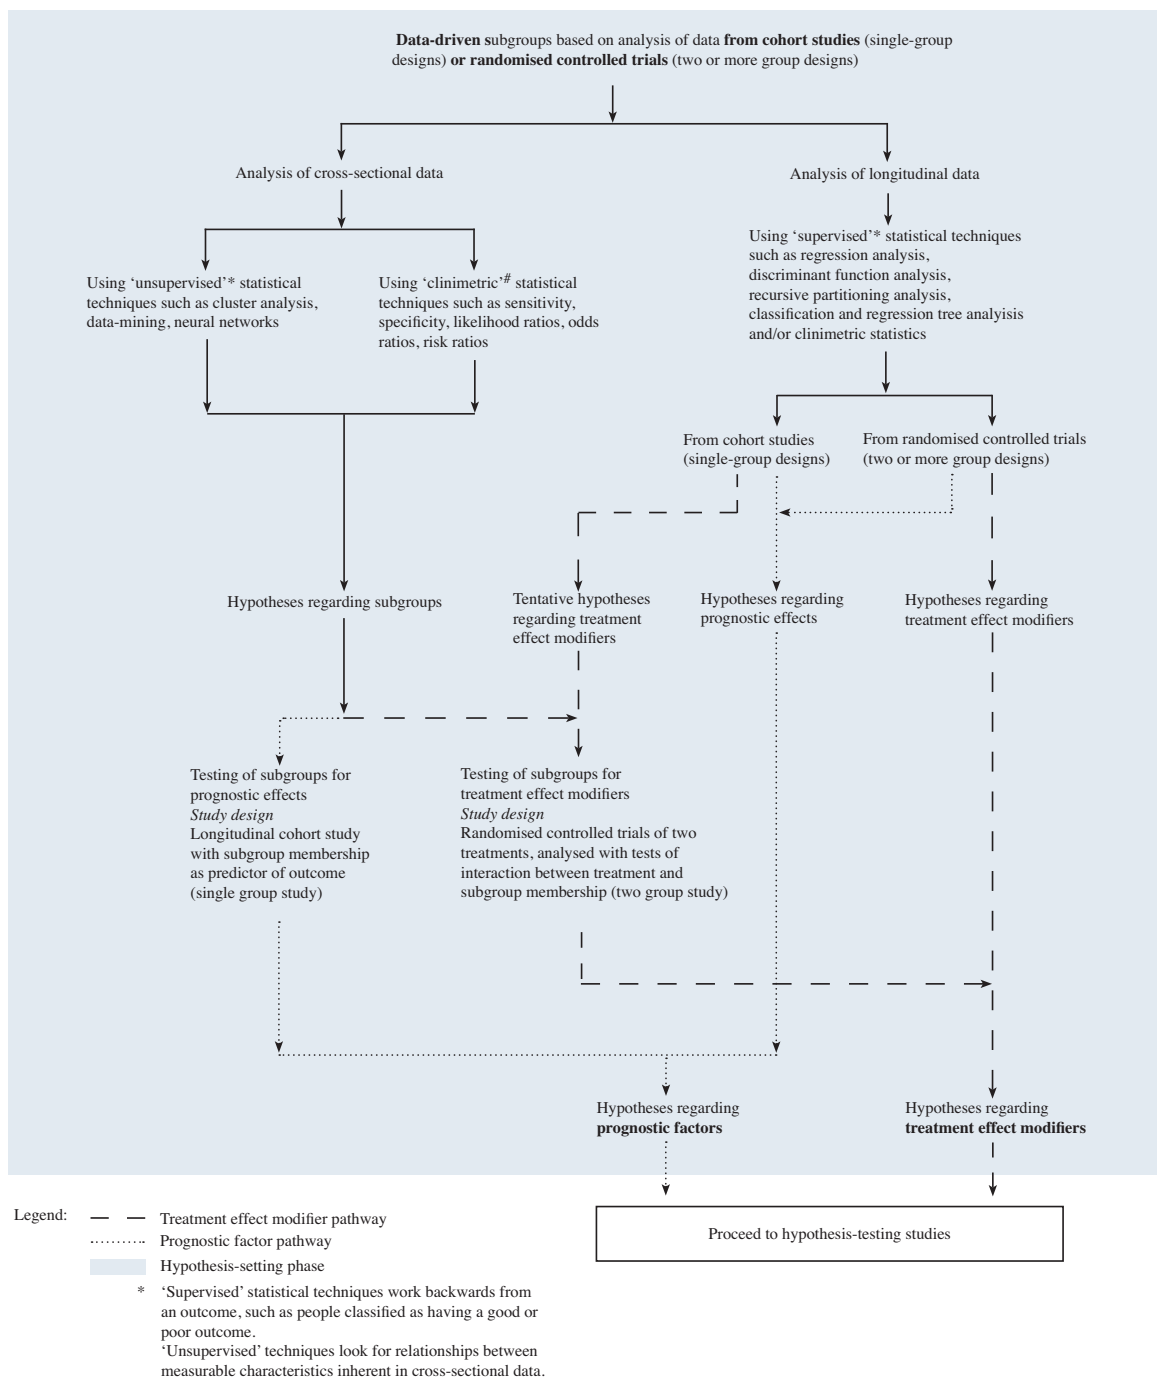 Data-driven subgroups based on analysis of data from cohort studies (single-group
designs) or randomised controlled trials (two or more group designs)
Analysis of cross-sectional data
Analysis of longitudinal data
Using ‘unsupervised’* statistical
techniques such as cluster analysis,
data-mining, neural networks
Using ‘clinimetric’# statistical
techniques such as sensitivity,
specificity, likelihood ratios, odds
ratios, risk ratios
Using ‘supervised’* statistical techniques
such as regression analysis,
discriminant function analysis,
recursive partitioning analysis,
classification and regression tree analyisis
and/or clinimetric statistics
From cohort studies
(single-group designs)
From randomised controlled trials
(two or more group designs)
Hypotheses regarding subgroups
Tentative hypotheses
regarding treatment
effect modifiers
Hypotheses regarding
prognostic effects
Hypotheses regarding
treatment effect modifiers
Testing of subgroups for
prognostic effects
Study design
Longitudinal cohort study
with subgroup membership
as predictor of outcome
(single group study)
Testing of subgroups for
treatment effect modifiers
Study design
Randomised controlled trials of two
treatments, analysed with tests of
interaction between treatment and
subgroup membership (two group study)
Hypotheses regarding
prognostic factors
Hypotheses regarding
treatment effect modifiers
Proceed to hypothesis-testing studies
Legend:
Treatment effect modifier pathway
Prognostic factor pathway
Hypothesis-setting phase
* ‘Supervised’ statistical techniques work backwards from
an outcome, such as people classified as having a good or
poor outcome.
‘Unsupervised’ techniques look for relationships between
measurable characteristics inherent in cross-sectional data.